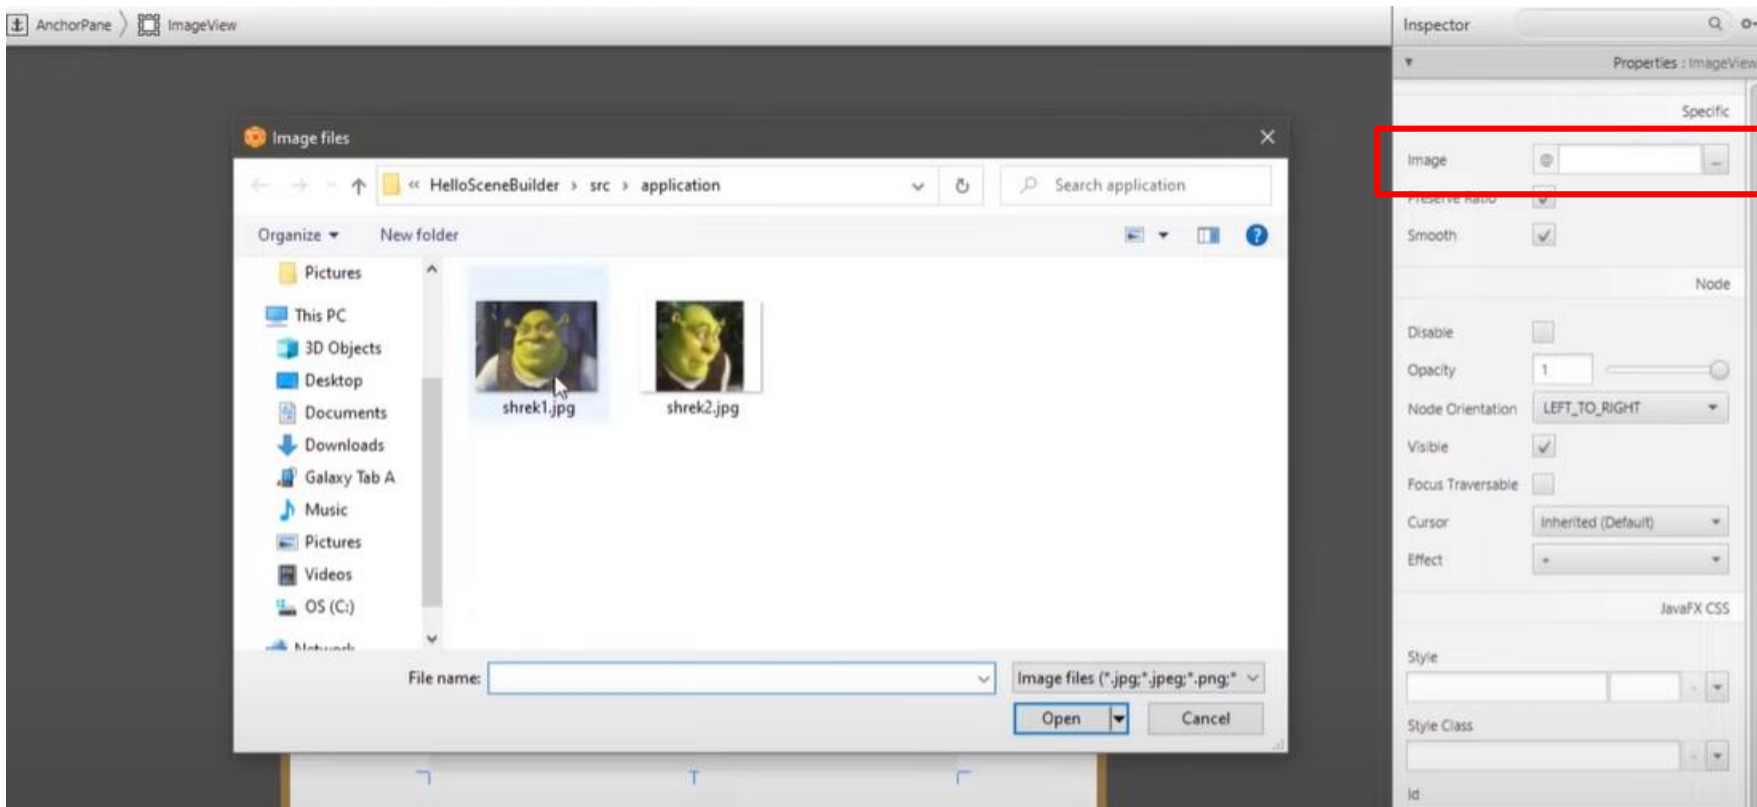 AnchorPane
ImageView
Inspector
Properties : ImageView
Specific
Image
@
...
Preserve Ratio
Smooth
Node
Disable
Opacity
1
Node Orientation
LEFT_TO_RIGHT
Visible
Focus Traversable
Cursor
Inherited (Default)
Effect
+
JavaFX CSS
Style
Style Class
Id
Image files
« HelloSceneBuilder › src › application
Search application
Organize
New folder
Pictures
This PC
3D Objects
Desktop
Documents
Downloads
Galaxy Tab A
Music
Pictures
Videos
OS (C:)
Network
shrek1.jpg
shrek2.jpg
File name:
Image files (*.jpg;*.jpeg;*.png;*
Open
Cancel